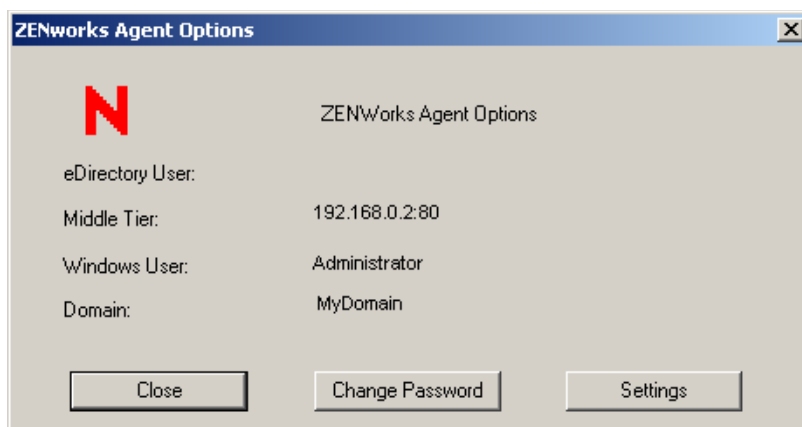 ZENworks Agent Options
N
ZENWorks Agent Options
eDirectory User:
Middle Tier: 192.168.0.2:80
Windows User: Administrator
Domain: MyDomain
Close Change Password Settings